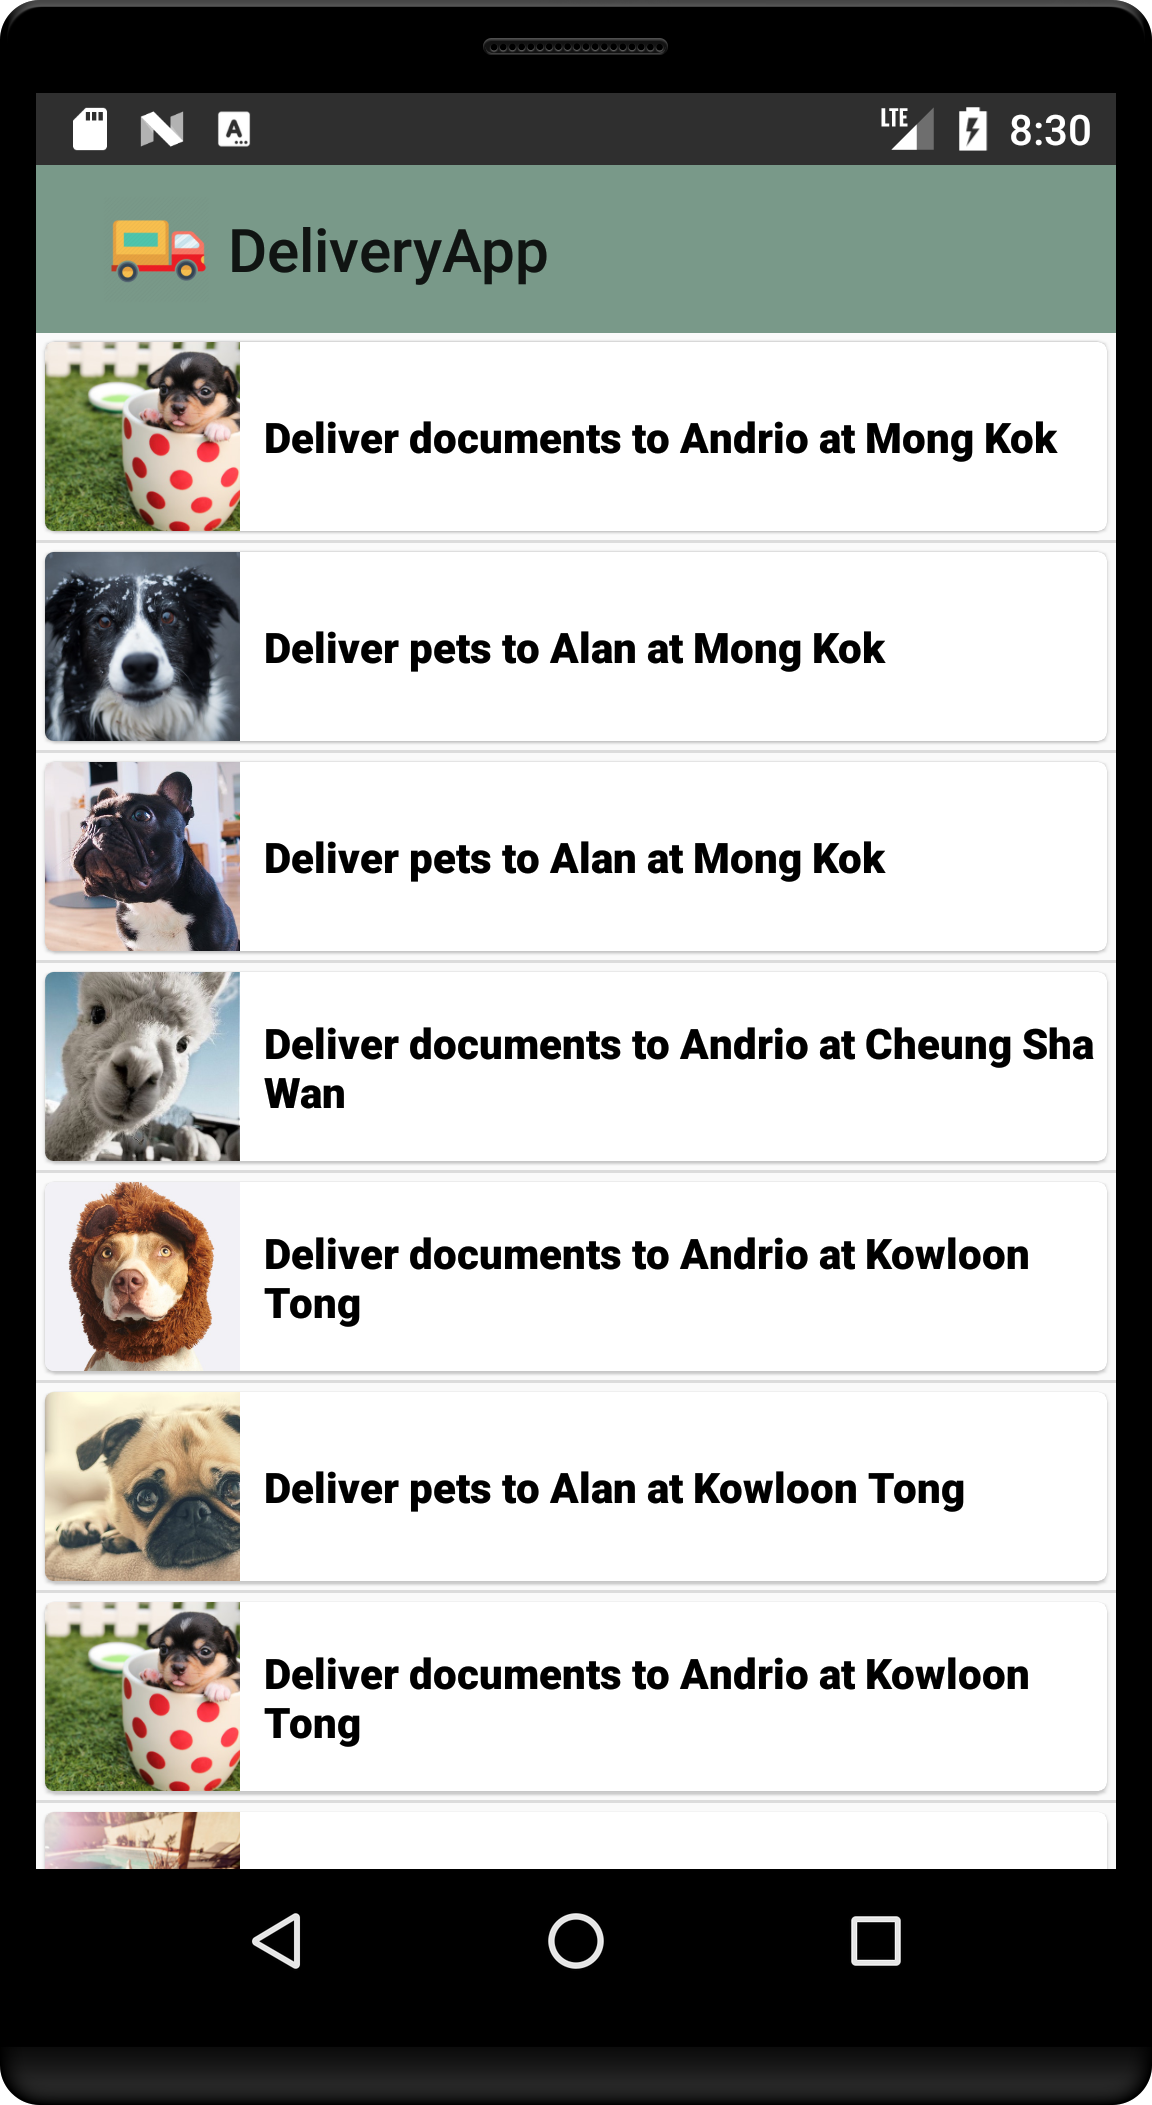 LTE 8:30
DeliveryApp
Deliver documents to Andrio at Mong Kok
Deliver pets to Alan at Mong Kok
Deliver pets to Alan at Mong Kok
Deliver documents to Andrio at Cheung Sha
Wan
Deliver documents to Andrio at Kowloon
Tong
Deliver pets to Alan at Kowloon Tong
Deliver documents to Andrio at Kowloon
Tong